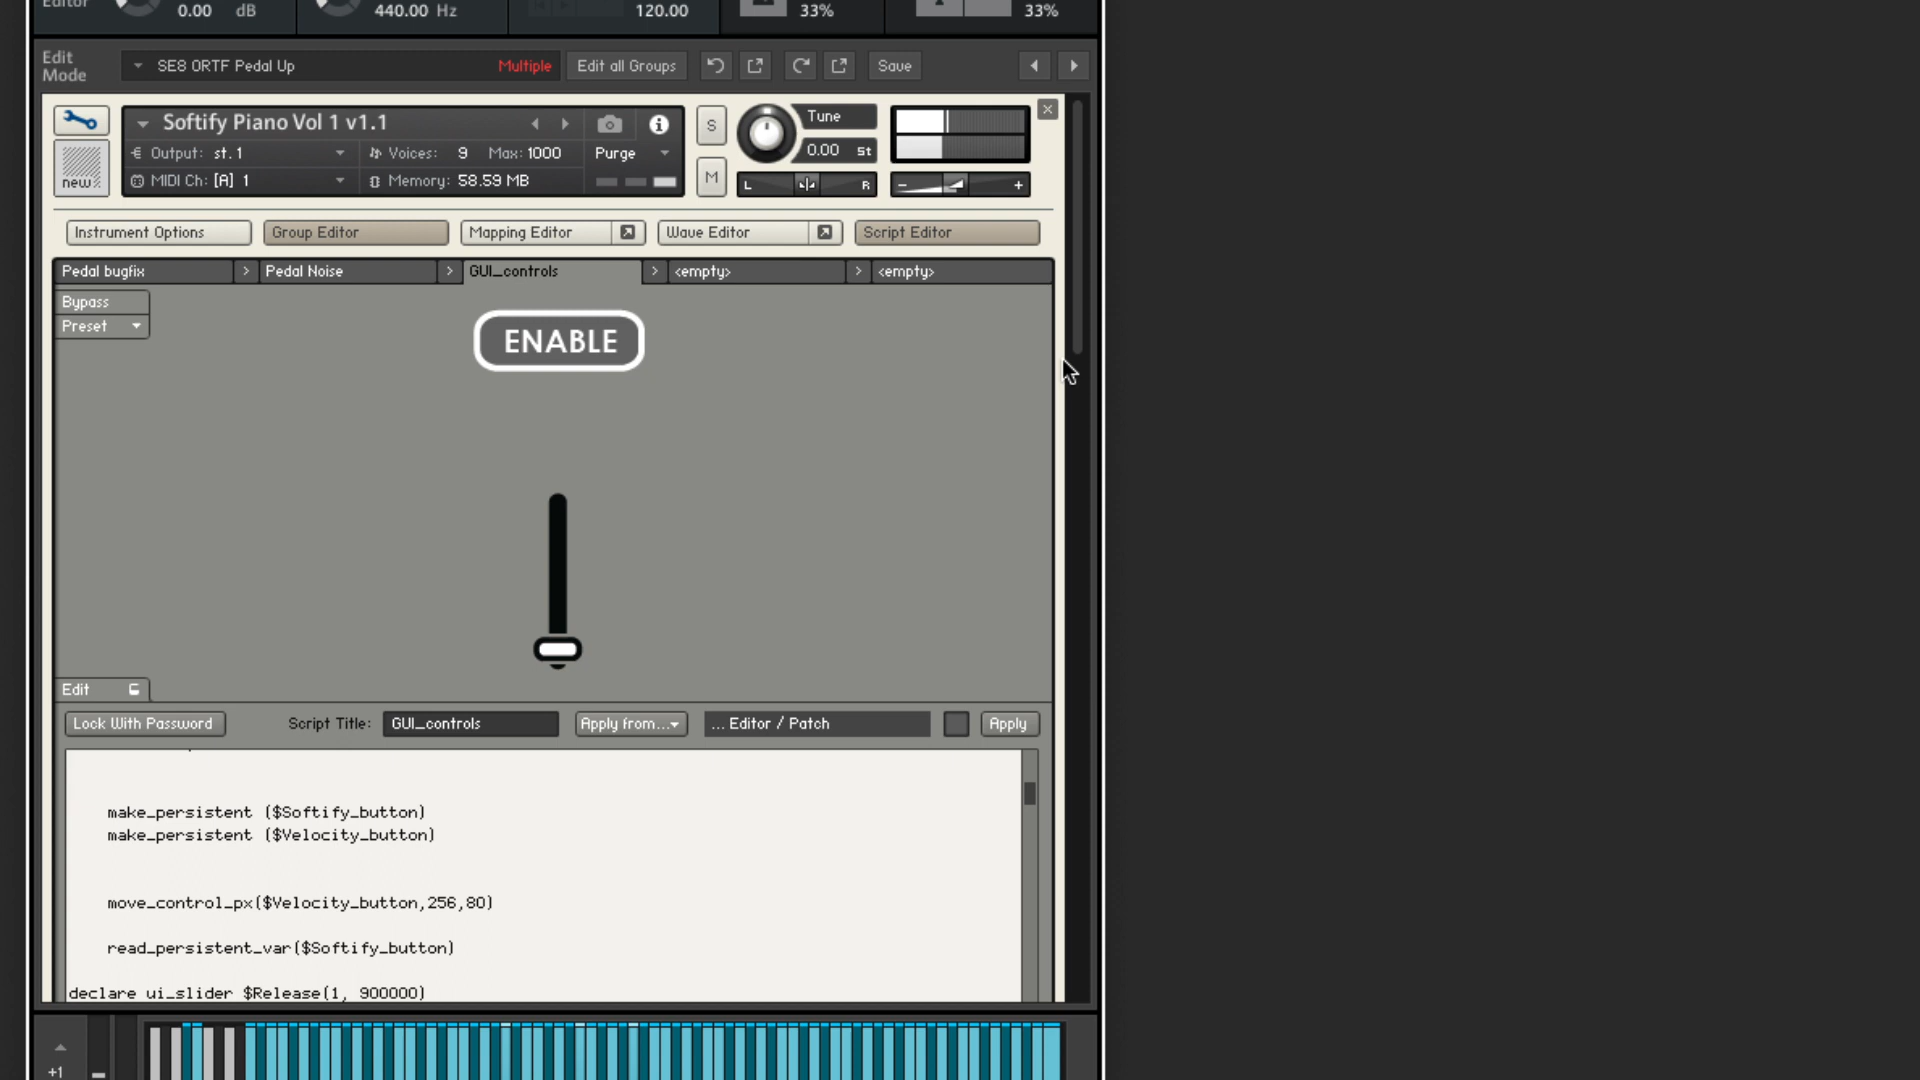 Editor 0.00 dB 440.00 Hz 120.00 33% 33%
Edit Mode SE8 ORTF Pedal Up Multiple Edit all Groups Save
Softify Piano Vol 1 v1.1 S Tune
Output: st.1 Voices: 9 Max: 1000 Purge 0.00 st
new MIDI Ch: [A] 1 Memory: 58.59 MB M L R - +
Instrument Options Group Editor Mapping Editor Wave Editor Script Editor
Pedal bugfix > Pedal Noise > GUI_controls > <empty> > <empty>
Bypass
Preset
ENABLE
Edit
Lock With Password Script Title: GUI_controls Apply from... ... Editor / Patch Apply
make_persistent ($Softify_button)
make_persistent ($Velocity_button)
move_control_px($Velocity_button,256,80)
read_persistent_var($Softify_button)
declare ui_slider $Release(1, 900000)
+1